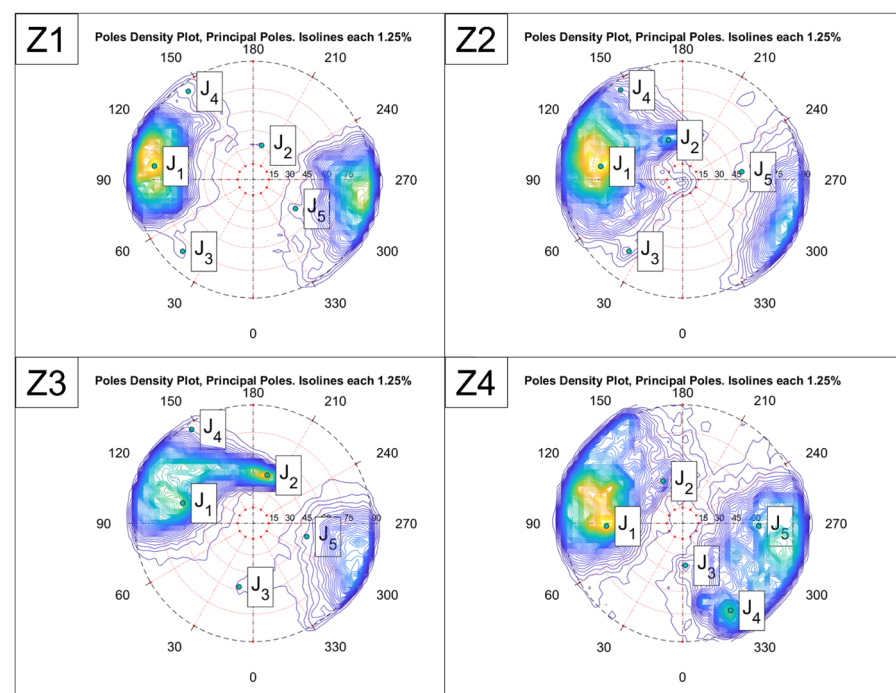 Z1
Poles Density Plot, Principal Poles. Isolines each 1.25%
180
150 210
J4
120 240
J2
J1
90 15 30 45 60 75 90 270
J5
60 J3 300
30 330
0
Z2
Poles Density Plot, Principal Poles. Isolines each 1.25%
180
150 210
J4
120 240
J2
J1 J5
90 15 30 45 60 75 90 270
60 J3 300
30 330
0
Z3
Poles Density Plot, Principal Poles. Isolines each 1.25%
180
150 210
J4
120 240
J2
J1
90 15 30 45 60 75 90 270
J5
J3
60 300
30 330
0
Z4
Poles Density Plot, Principal Poles. Isolines each 1.25%
180
150 210
120 240
J2
J1 J5
90 15 30 45 60 75 90 270
J3
60 300
J4
30 330
0